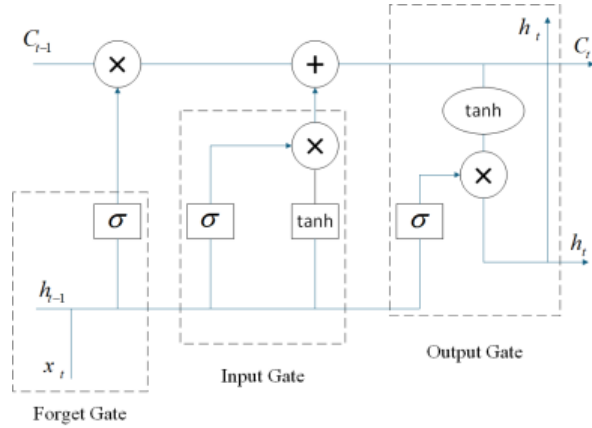 h_t
C_{t-1} × + C_t
tanh
×
×
σ σ tanh σ
h_{t-1} h_t
x_t
Output Gate
Input Gate
Forget Gate